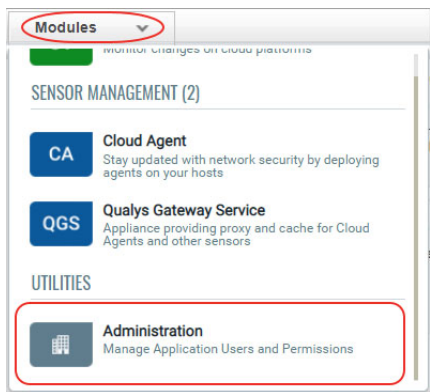 Modules
Monitor changes on cloud platforms
SENSOR MANAGEMENT (2)
CA
Cloud Agent
Stay updated with network security by deploying
agents on your hosts
QGS
Qualys Gateway Service
Appliance providing proxy and cache for Cloud
Agents and other sensors
UTILITIES
Administration
Manage Application Users and Permissions